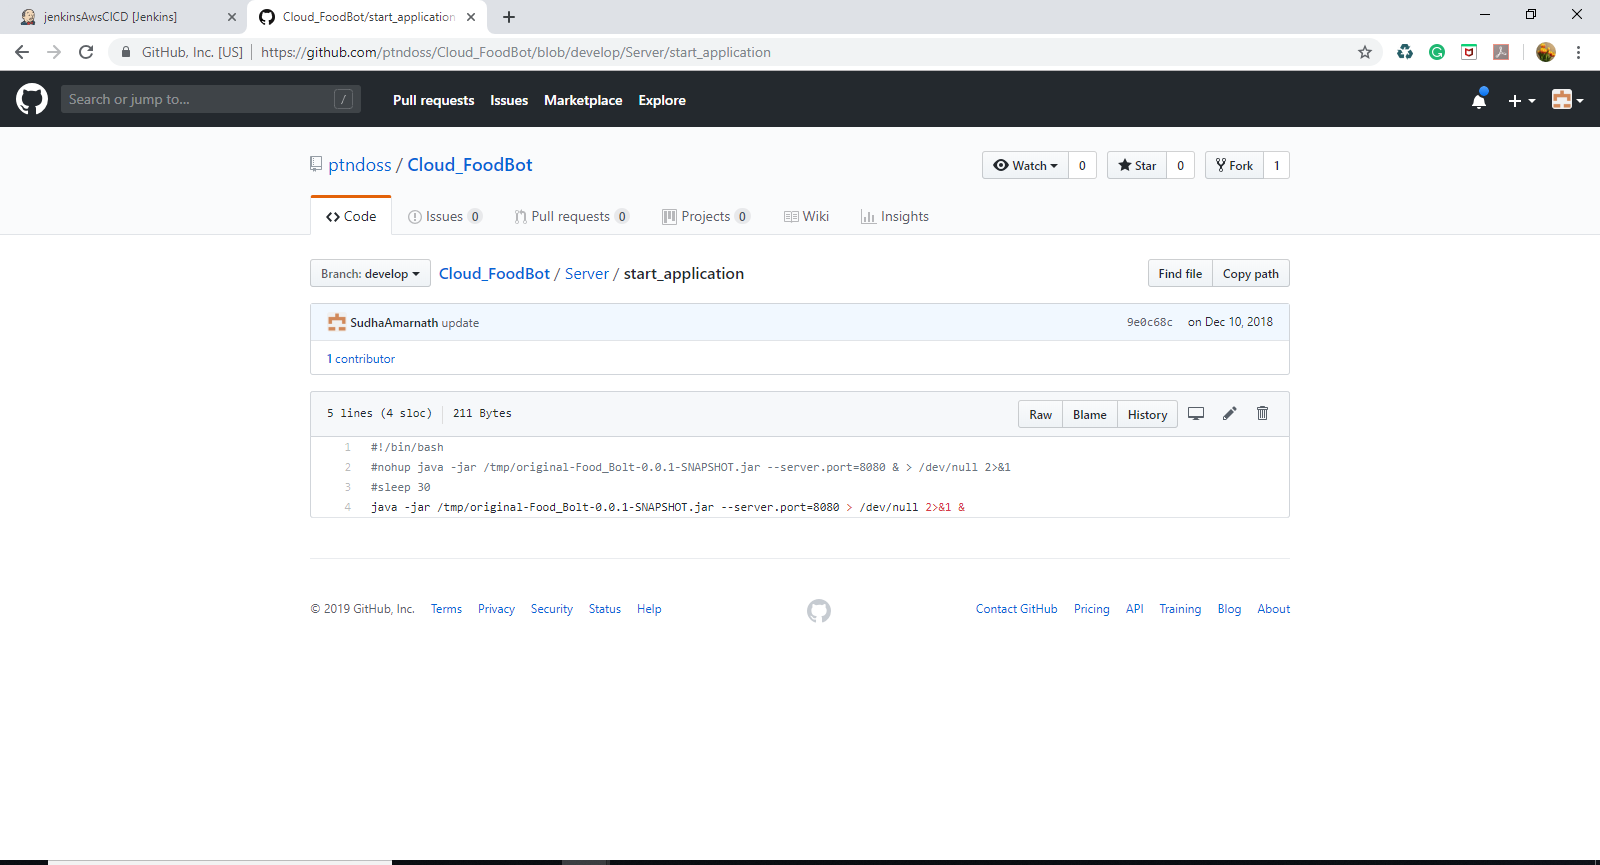 jenkinsAwsCICD [Jenkins]
Cloud_FoodBot/start_application
GitHub, Inc. [US] https://github.com/ptndoss/Cloud_FoodBot/blob/develop/Server/start_application
Search or jump to... / Pull requests Issues Marketplace Explore
ptndoss / Cloud_FoodBot
Watch 0 Star 0 Fork 1
Code Issues 0 Pull requests 0 Projects 0 Wiki Insights
Branch: develop Cloud_FoodBot / Server / start_application Find file Copy path
SudhaAmarnath update 9e0c68c on Dec 10, 2018
1 contributor
5 lines (4 sloc) 211 Bytes Raw Blame History
1 #!/bin/bash
2 #nohup java -jar /tmp/original-Food_Bolt-0.0.1-SNAPSHOT.jar --server.port=8080 & > /dev/null 2>&1
3 #sleep 30
4 java -jar /tmp/original-Food_Bolt-0.0.1-SNAPSHOT.jar --server.port=8080 > /dev/null 2>&1 &
© 2019 GitHub, Inc. Terms Privacy Security Status Help Contact GitHub Pricing API Training Blog About